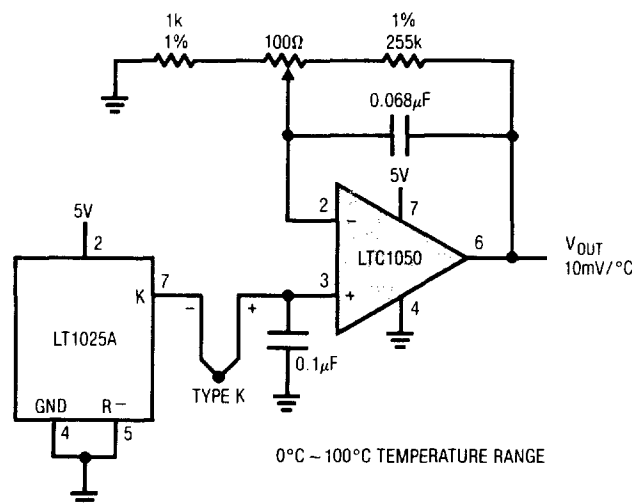 1k
1%
100Ω
1%
255k
0.068μF
5V
7
2
−
LTC1050
6
VOUT
10mV/°C
3
+
4
5V
2
7
K
−
+
LT1025A
0.1μF
TYPE K
GND
R−
4
5
0°C ~ 100°C TEMPERATURE RANGE